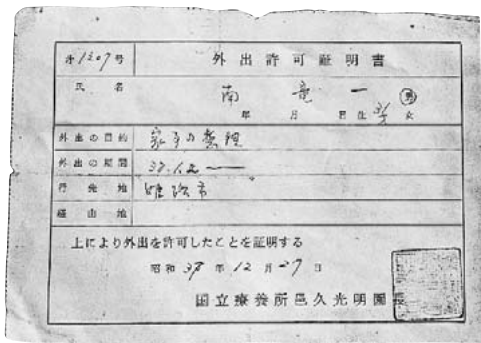 第1307号 外出許可証明書
氏名 南 竜一 男
年 月 日生 女
外出の目的 家事の整理
外出の期間
行先地 姫路市
経由地
上により外出を許可したことを証明する
昭和37年12月27日
国立療養所邑久光明園長